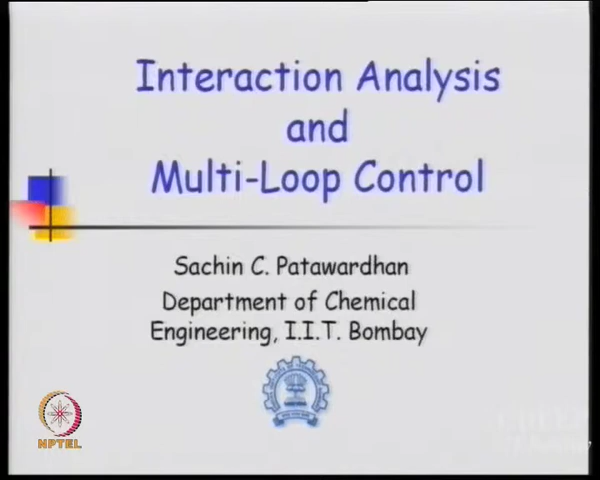 Interaction Analysis
and
Multi-Loop Control
Sachin C. Patawardhan
Department of Chemical
Engineering, I.I.T. Bombay
NPTEL